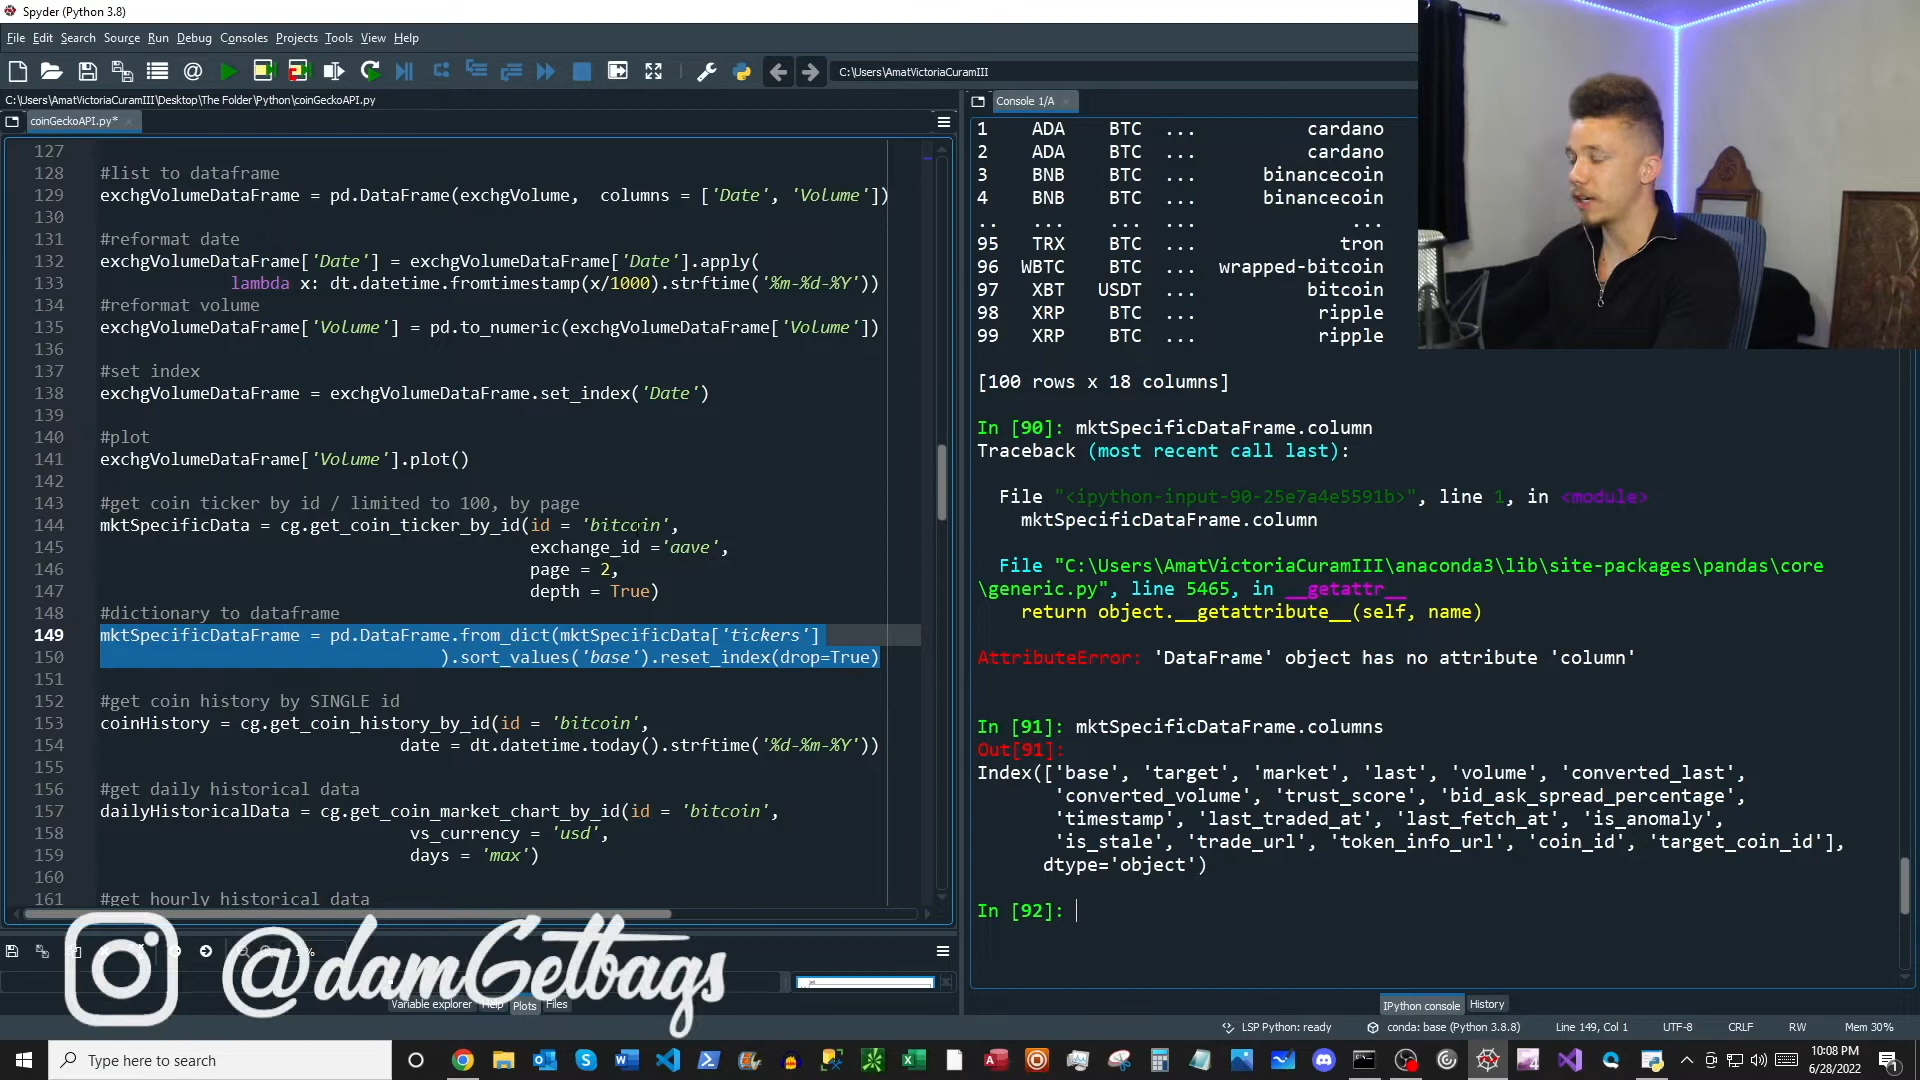 Spyder (Python 3.8)
File Edit Search Source Run Debug Consoles Projects Tools View Help
C:\Users\AmatVictoriaCuramIII
C:\Users\AmatVictoriaCuramIII\Desktop\The Folder\Python\coinGeckoAPI.py
coinGeckoAPI.py*
127
128 #list to dataframe
129 exchgVolumeDataFrame = pd.DataFrame(exchgVolume, columns = ['Date', 'Volume'])
130
131 #reformat date
132 exchgVolumeDataFrame['Date'] = exchgVolumeDataFrame['Date'].apply(
133 lambda x: dt.datetime.fromtimestamp(x/1000).strftime('%m-%d-%Y'))
134 #reformat volume
135 exchgVolumeDataFrame['Volume'] = pd.to_numeric(exchgVolumeDataFrame['Volume'])
136
137 #set index
138 exchgVolumeDataFrame = exchgVolumeDataFrame.set_index('Date')
139
140 #plot
141 exchgVolumeDataFrame['Volume'].plot()
142
143 #get coin ticker by id / limited to 100, by page
144 mktSpecificData = cg.get_coin_ticker_by_id(id = 'bitcoin',
145 exchange_id ='aave',
146 page = 2,
147 depth = True)
148 #dictionary to dataframe
149 mktSpecificDataFrame = pd.DataFrame.from_dict(mktSpecificData['tickers']
150 ).sort_values('base').reset_index(drop=True)
151
152 #get coin history by SINGLE id
153 coinHistory = cg.get_coin_history_by_id(id = 'bitcoin',
154 date = dt.datetime.today().strftime('%d-%m-%Y'))
155
156 #get daily historical data
157 dailyHistoricalData = cg.get_coin_market_chart_by_id(id = 'bitcoin',
158 vs_currency = 'usd',
159 days = 'max')
160
161 #get hourly historical data
@damGetbags
Variable explorer Help Plots Files
Console 1/A
1 ADA BTC ... cardano
2 ADA BTC ... cardano
3 BNB BTC ... binancecoin
4 BNB BTC ... binancecoin
.. ... ... ... ...
95 TRX BTC ... tron
96 WBTC BTC ... wrapped-bitcoin
97 XBT USDT ... bitcoin
98 XRP BTC ... ripple
99 XRP BTC ... ripple
[100 rows x 18 columns]
In [90]: mktSpecificDataFrame.column
Traceback (most recent call last):
File "<ipython-input-90-25e7a4e5591b>", line 1, in <module>
mktSpecificDataFrame.column
File "C:\Users\AmatVictoriaCuramIII\anaconda3\lib\site-packages\pandas\core
\generic.py", line 5465, in __getattr__
return object.__getattribute__(self, name)
AttributeError: 'DataFrame' object has no attribute 'column'
In [91]: mktSpecificDataFrame.columns
Out[91]:
Index(['base', 'target', 'market', 'last', 'volume', 'converted_last',
'converted_volume', 'trust_score', 'bid_ask_spread_percentage',
'timestamp', 'last_traded_at', 'last_fetch_at', 'is_anomaly',
'is_stale', 'trade_url', 'token_info_url', 'coin_id', 'target_coin_id'],
dtype='object')
In [92]:
IPython console History
LSP Python: ready conda: base (Python 3.8.8) Line 149, Col 1 UTF-8 CRLF RW Mem 30%
Type here to search
10:08 PM
6/28/2022